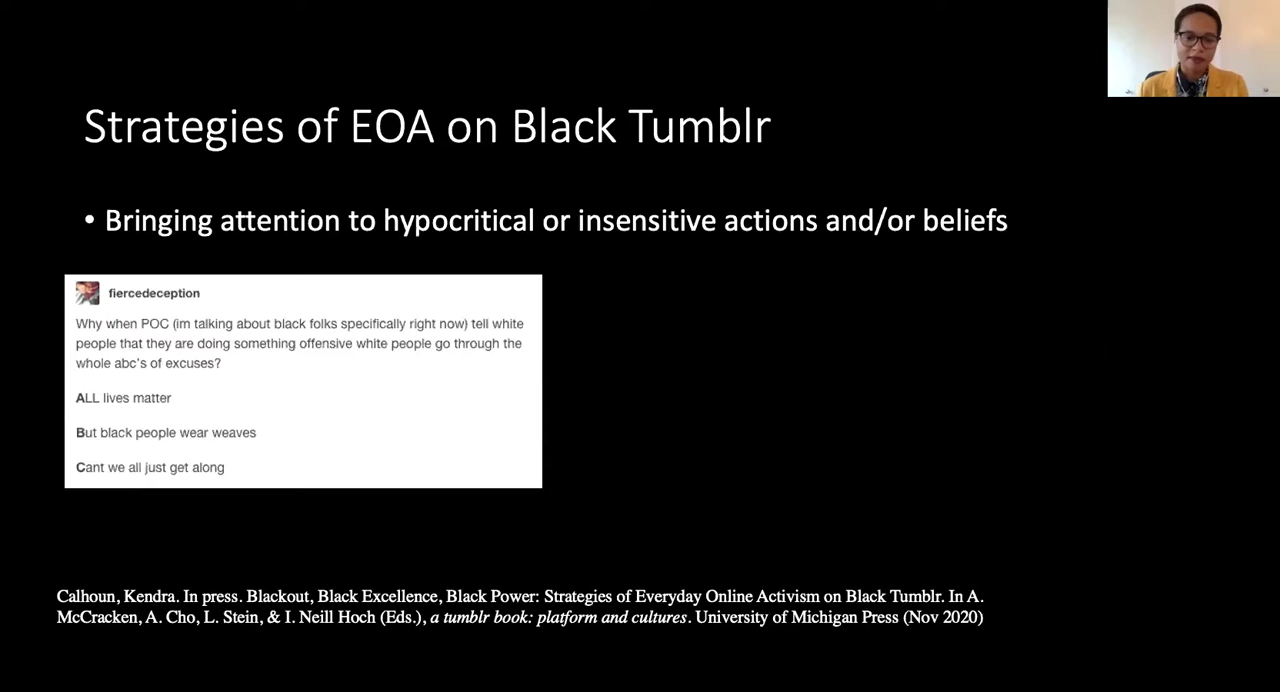 Strategies of EOA on Black Tumblr
• Bringing attention to hypocritical or insensitive actions and/or beliefs
fiercedeception
Why when POC (im talking about black folks specifically right now) tell white
people that they are doing something offensive white people go through the
whole abc's of excuses?
ALL lives matter
But black people wear weaves
Cant we all just get along
Calhoun, Kendra. In press. Blackout, Black Excellence, Black Power: Strategies of Everyday Online Activism on Black Tumblr. In A.
McCracken, A. Cho, L. Stein, & I. Neill Hoch (Eds.), a tumblr book: platform and cultures. University of Michigan Press (Nov 2020)